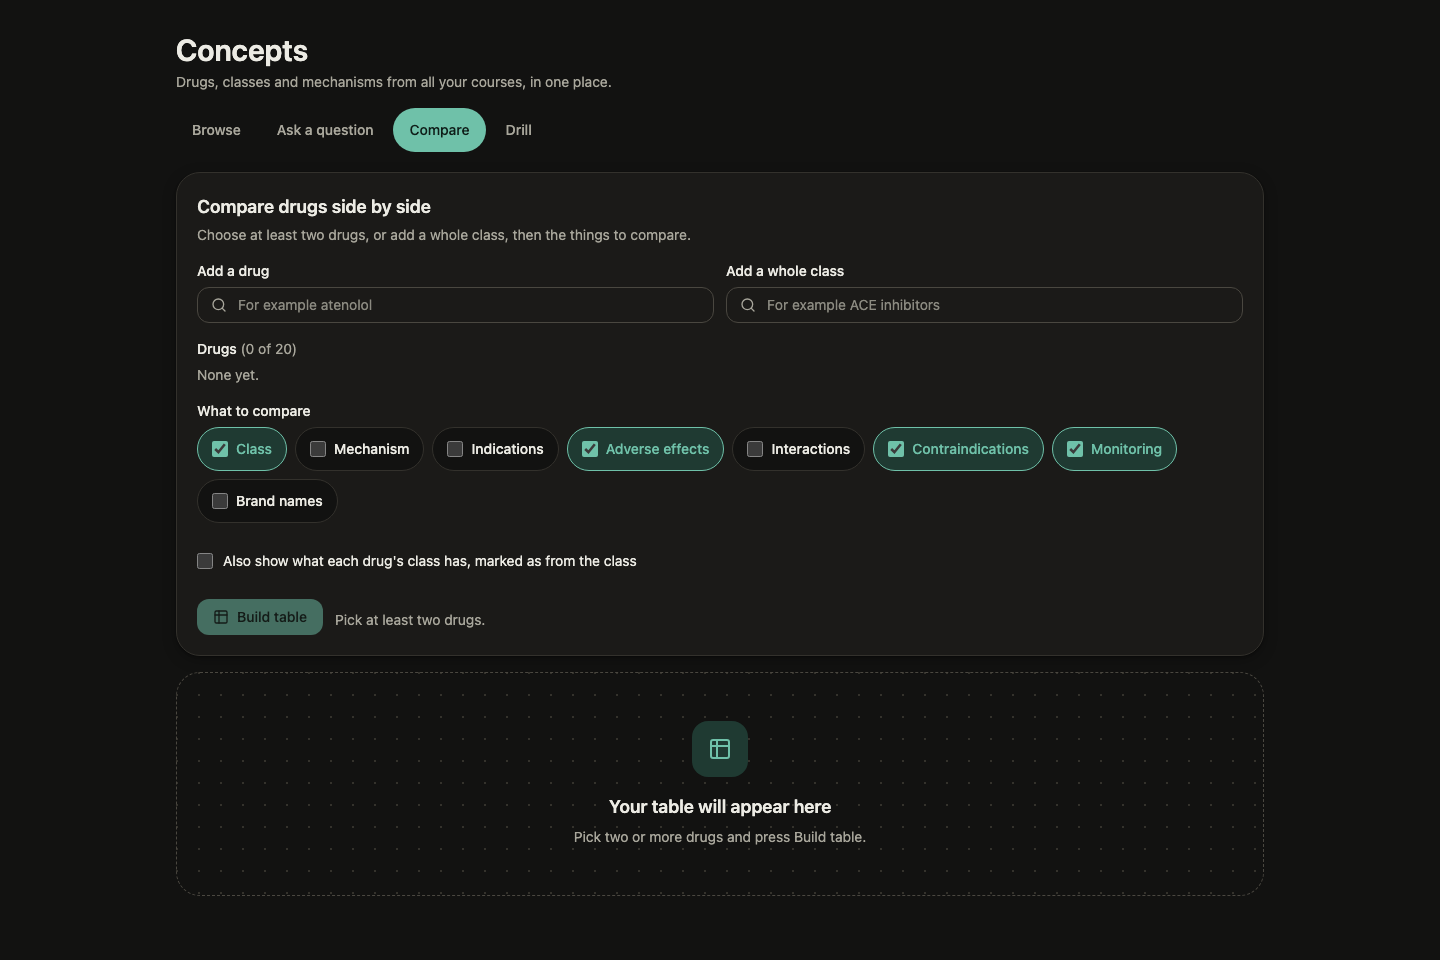 Concepts
Drugs, classes and mechanisms from all your courses, in one place.
Browse
Ask a question
Compare
Drill
Compare drugs side by side
Choose at least two drugs, or add a whole class, then the things to compare.
Add a drug
Add a whole class
For example atenolol
For example ACE inhibitors
Drugs (0 of 20)
None yet.
What to compare
Class
Mechanism
Indications
Adverse effects
Interactions
Contraindications
Monitoring
Brand names
Also show what each drug's class has, marked as from the class
Build table
Pick at least two drugs.
Your table will appear here
Pick two or more drugs and press Build table.